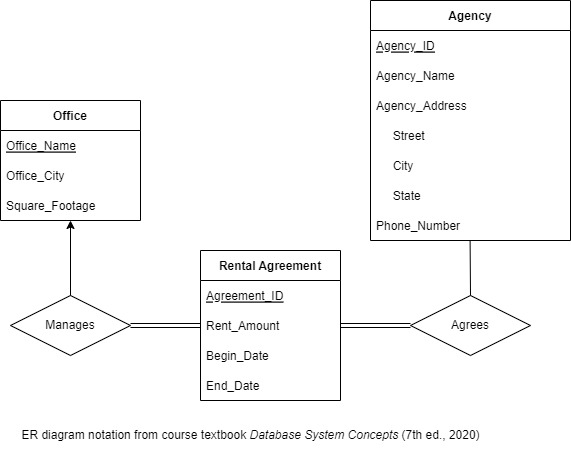 Agency
Agency_ID
Agency_Name
Agency_Address
Street
City
State
Phone_Number
Office
Office_Name
Office_City
Square_Footage
Rental Agreement
Agreement_ID
Rent_Amount
Begin_Date
End_Date
Manages
Agrees
ER diagram notation from course textbook Database System Concepts (7th ed., 2020)